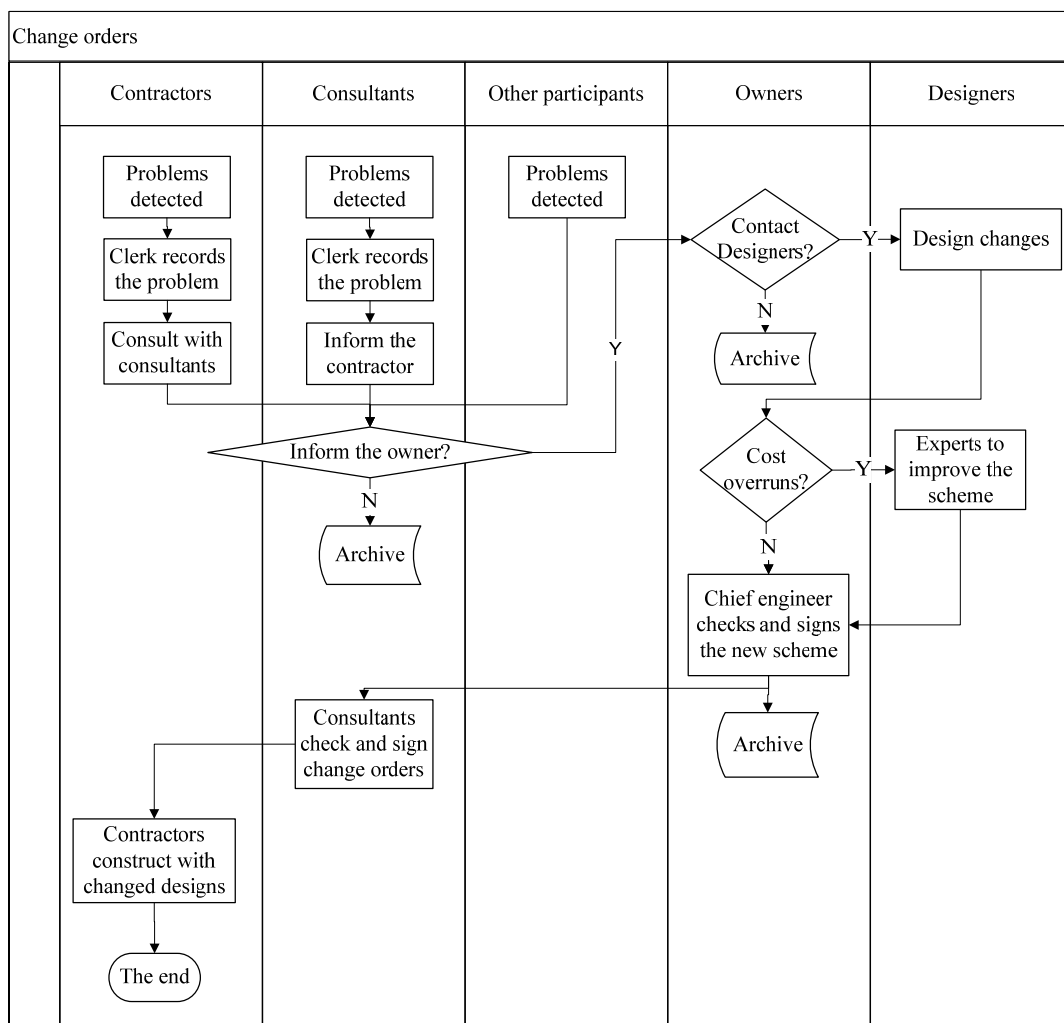 Change orders
Contractors
Consultants
Other participants
Owners
Designers
Problems
detected
Clerk records
the problem
Consult with
consultants
Problems
detected
Clerk records
the problem
Inform the
contractor
Problems
detected
Inform the owner?
Y
N
Archive
Contact
Designers?
Y
N
Archive
Design changes
Cost
overruns?
Y
N
Experts to
improve the
scheme
Chief engineer
checks and signs
the new scheme
Archive
Consultants
check and sign
change orders
Contractors
construct with
changed designs
The end